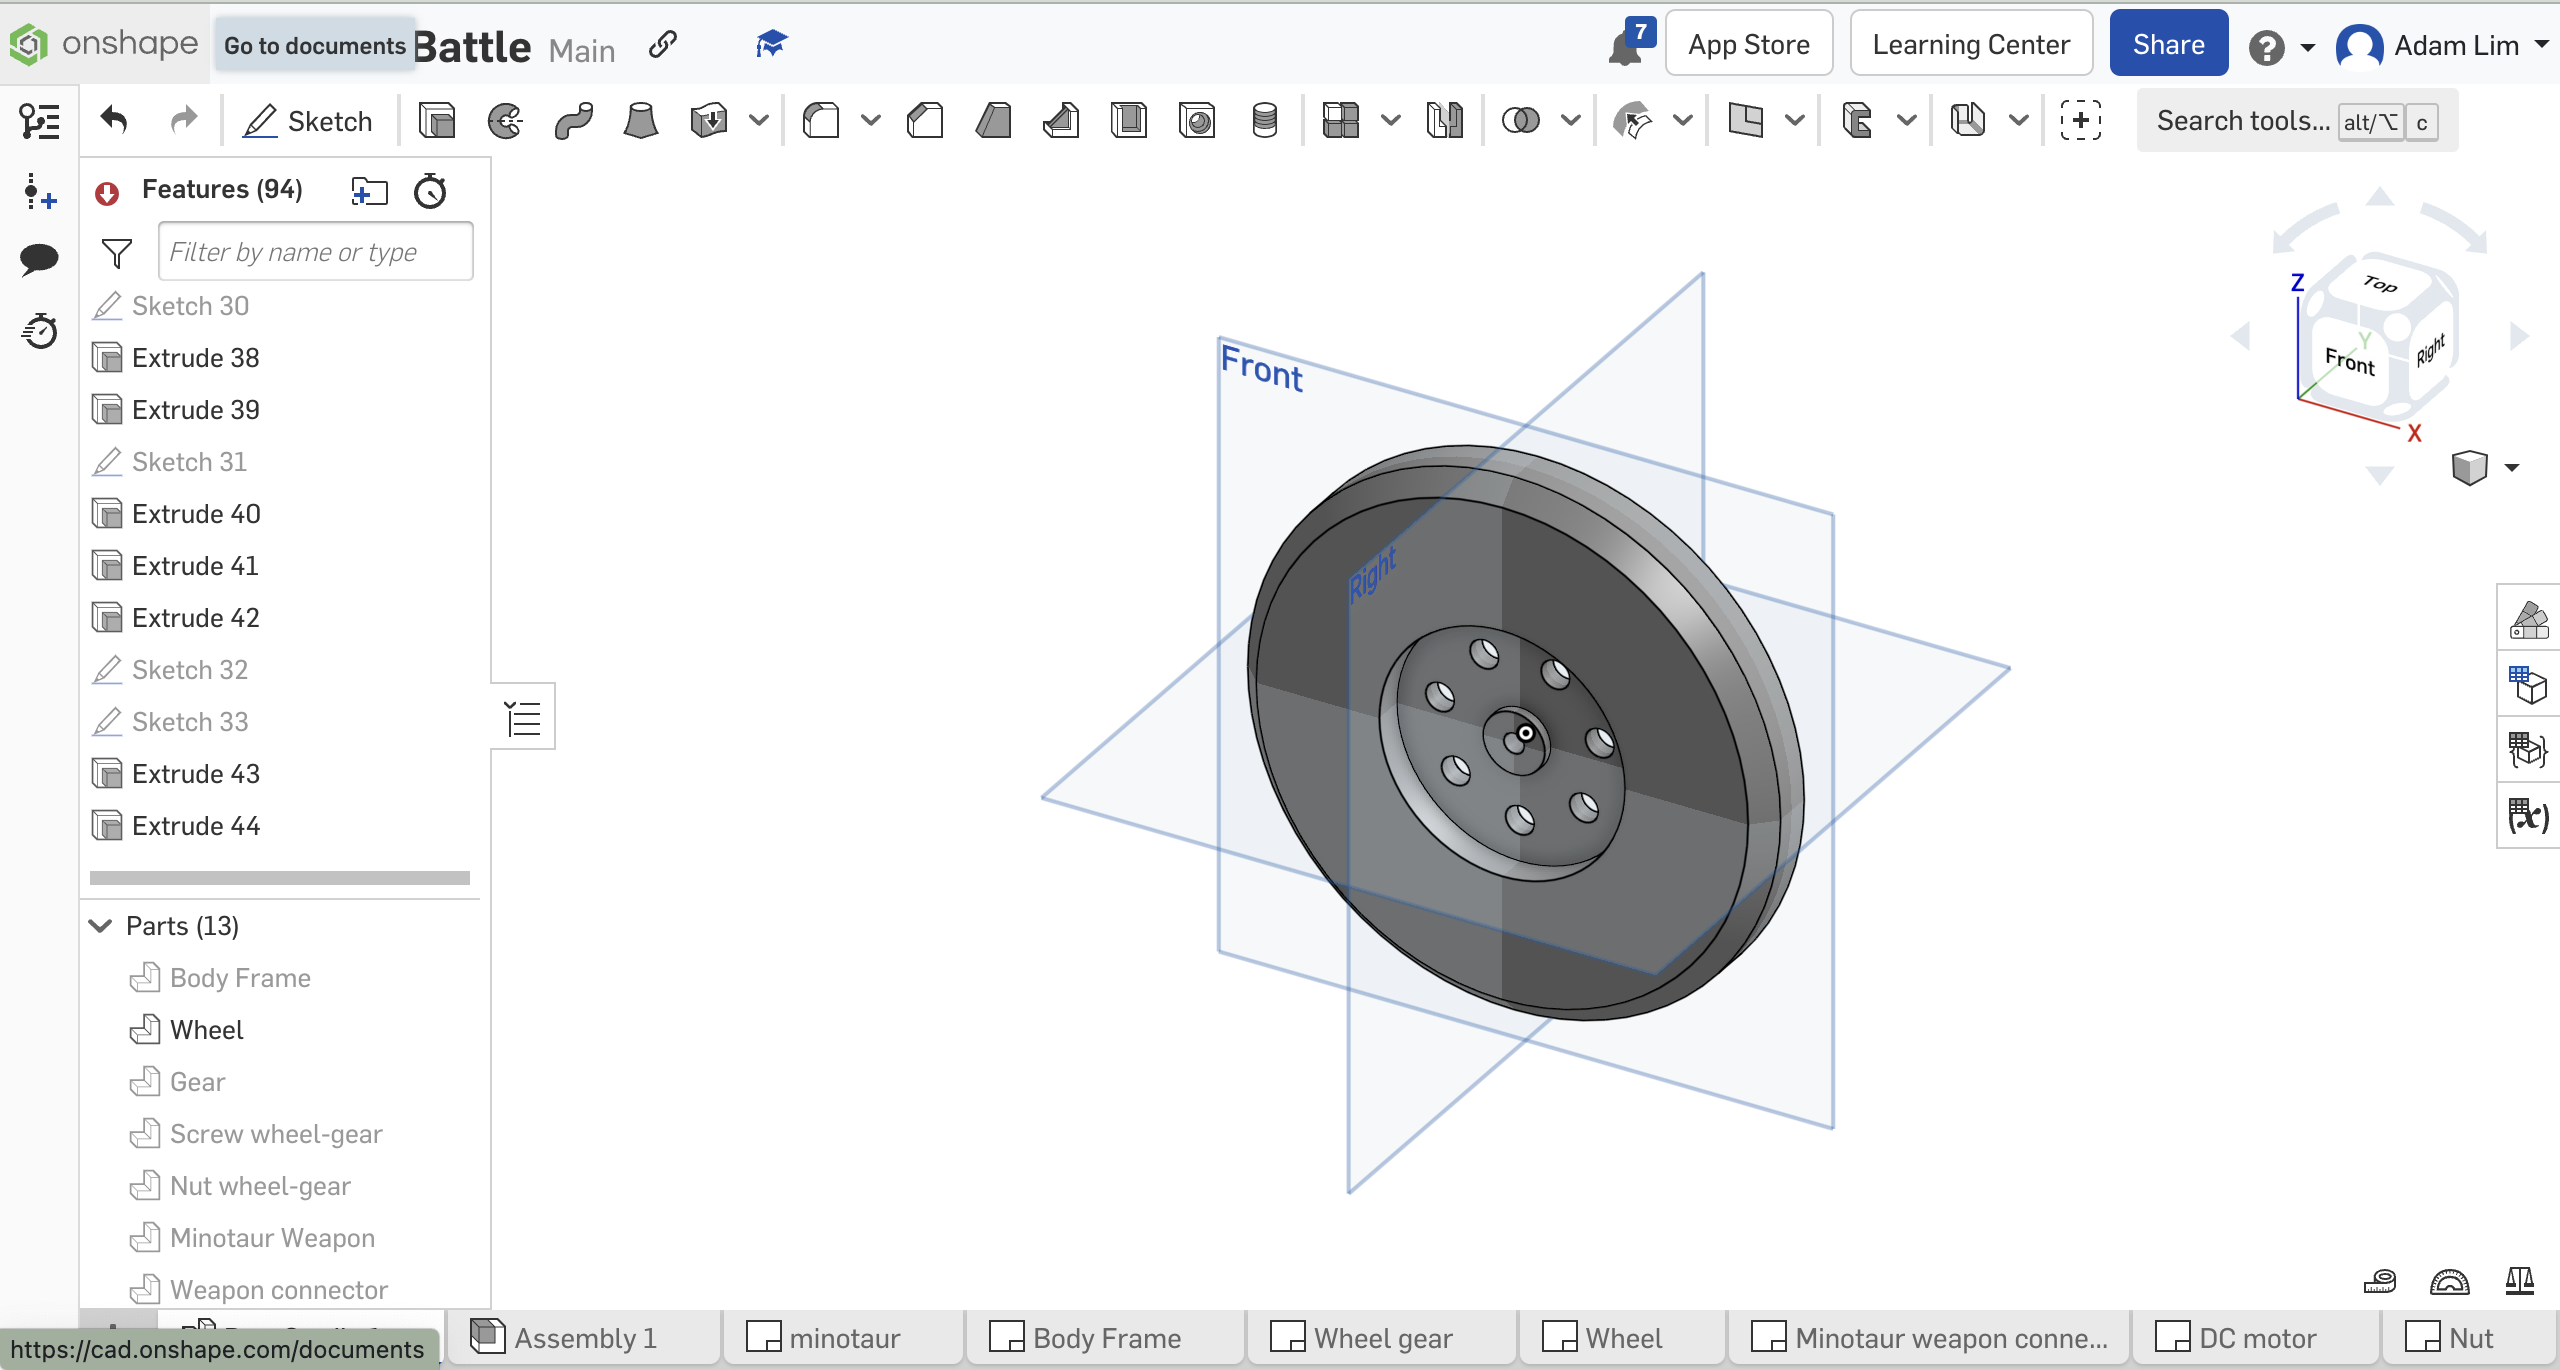 onshape
Go to documents
Battle Main
7
App Store
Learning Center
Share
Adam Lim
Sketch
Search tools... alt/⌥ c
Features (94)
Filter by name or type
Sketch 30
Extrude 38
Extrude 39
Sketch 31
Extrude 40
Extrude 41
Extrude 42
Sketch 32
Sketch 33
Extrude 43
Extrude 44
Parts (13)
Body Frame
Wheel
Gear
Screw wheel-gear
Nut wheel-gear
Minotaur Weapon
Weapon connector
Front
Right
Top
Front
Right
Z
Y
X
(x)
https://cad.onshape.com/documents
Assembly 1
minotaur
Body Frame
Wheel gear
Wheel
Minotaur weapon conne...
DC motor
Nut